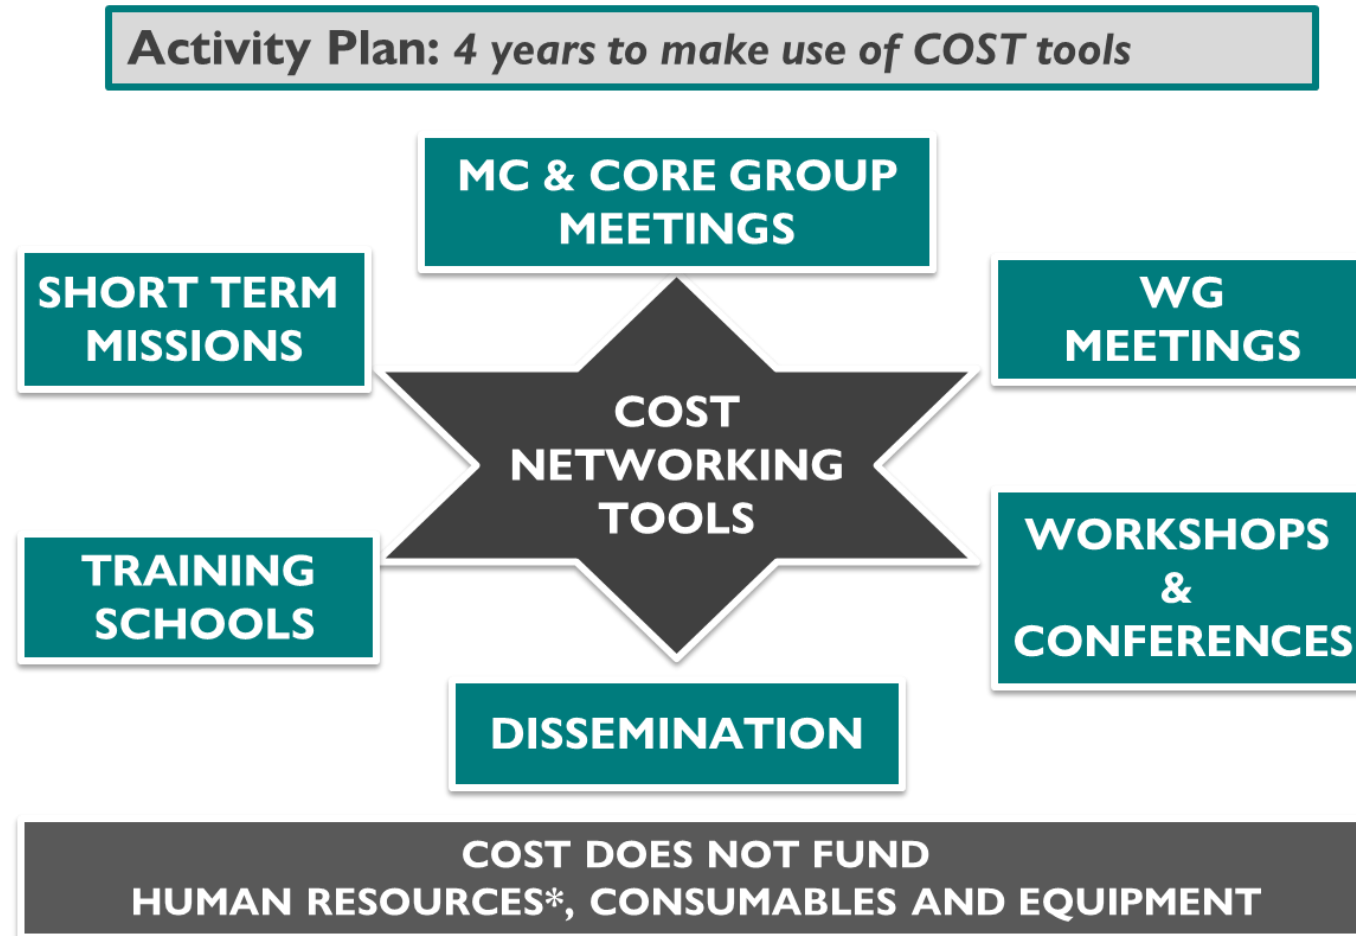 Activity Plan: 4 years to make use of COST tools
MC & CORE GROUP
MEETINGS
SHORT TERM
MISSIONS
WG
MEETINGS
COST
NETWORKING
TOOLS
TRAINING
SCHOOLS
WORKSHOPS
&
CONFERENCES
DISSEMINATION
COST DOES NOT FUND
HUMAN RESOURCES*, CONSUMABLES AND EQUIPMENT